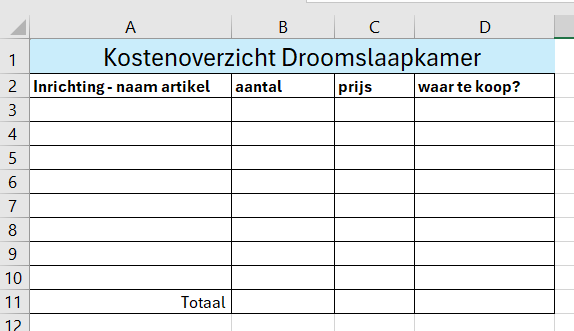 A B C D
1 Kostenoverzicht Droomslaapkamer
2 Inrichting - naam artikel aantal prijs waar te koop?
3
4
5
6
7
8
9
10
11 Totaal
12